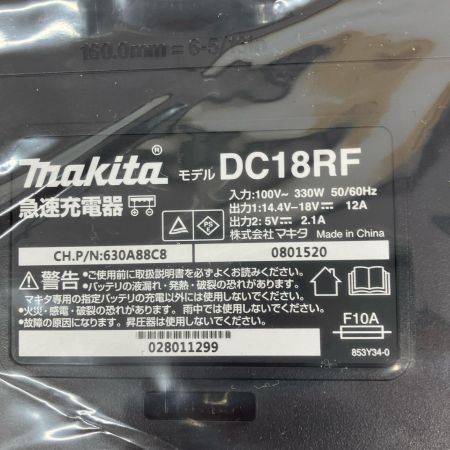 160.0mm = 6-5/16in
makita® モデル DC18RF
急速充電器
入力:100V~ 330W 50/60Hz
出力1:14.4V⎓18V⎓ 12A
出力2:5V⎓ 2.1A
株式会社 マキタ Made in China
CH.P/N:630A88C8
0801520
警告
•ご使用前に取扱説明書を必ずよくお読みください。
•バッテリの液漏れ・発熱・破裂の恐れがあります。
マキタ専用の指定バッテリの充電以外には使用しないでください。
•火災・感電・破裂の恐れがあります。雨中では使用しないでください。
•故障の原因になります。昇圧器は使用しないでください。
F10A
028011299
853Y34-0